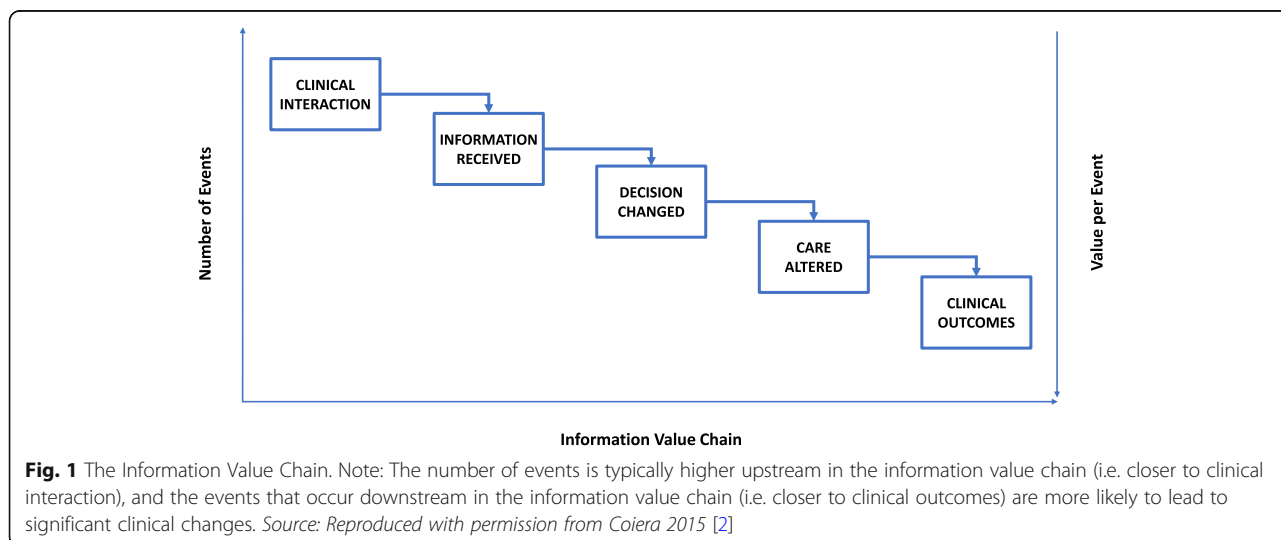 CLINICAL
INTERACTION
INFORMATION
RECEIVED
DECISION
CHANGED
CARE
ALTERED
CLINICAL
OUTCOMES
Number of Events
Value per Event
Information Value Chain
Fig. 1 The Information Value Chain. Note: The number of events is typically higher upstream in the information value chain (i.e. closer to clinical
interaction), and the events that occur downstream in the information value chain (i.e. closer to clinical outcomes) are more likely to lead to
significant clinical changes. Source: Reproduced with permission from Coiera 2015 [2]